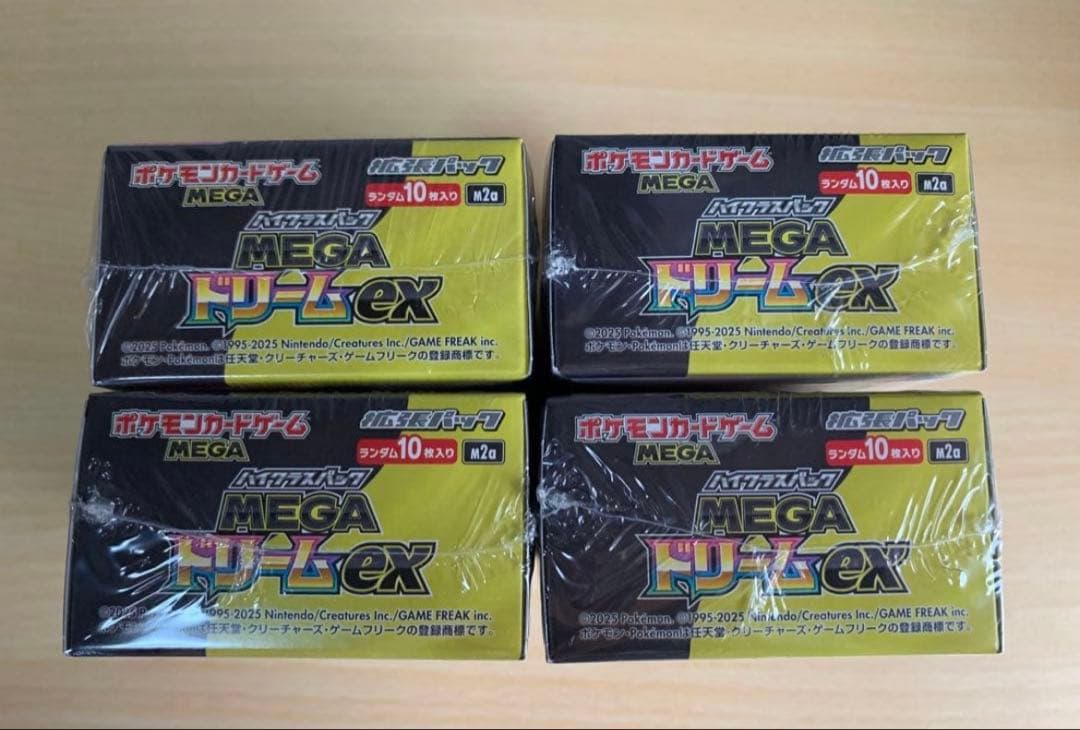 ポケモンカードゲーム 拡張パック
MEGA ランダム10枚入り M2a
ハイクラスパック
MEGA
ドリームex
©2025 Pokémon. ©1995-2025 Nintendo/Creatures Inc./GAME FREAK inc.
ポケモン・Pokémonは任天堂・クリーチャーズ・ゲームフリークの登録商標です。
ポケモンカードゲーム 拡張パック
MEGA ランダム10枚入り M2a
ハイクラスパック
MEGA
ドリームex
©2025 Pokémon. ©1995-2025 Nintendo/Creatures Inc./GAME FREAK inc.
ポケモン・Pokémonは任天堂・クリーチャーズ・ゲームフリークの登録商標です。
ポケモンカードゲーム 拡張パック
MEGA ランダム10枚入り M2a
ハイクラスパック
MEGA
ドリームex
©2025 P 1995-2025 Nintendo/Creatures Inc./GAME FREAK inc.
は任天堂・クリーチャーズ・ゲームフリークの登録商標です。
ポケモンカードゲーム 拡張パック
MEGA ランダム10枚入り M2a
ハイクラスパック
MEGA
ドリームex
©2025 Pokémon. ©1995-2025 Nintendo/Creatures Inc./GAME FREAK inc.
ポケモン・Pokémonは任天堂・クリーチャーズ・ゲームフリークの登録商標です。